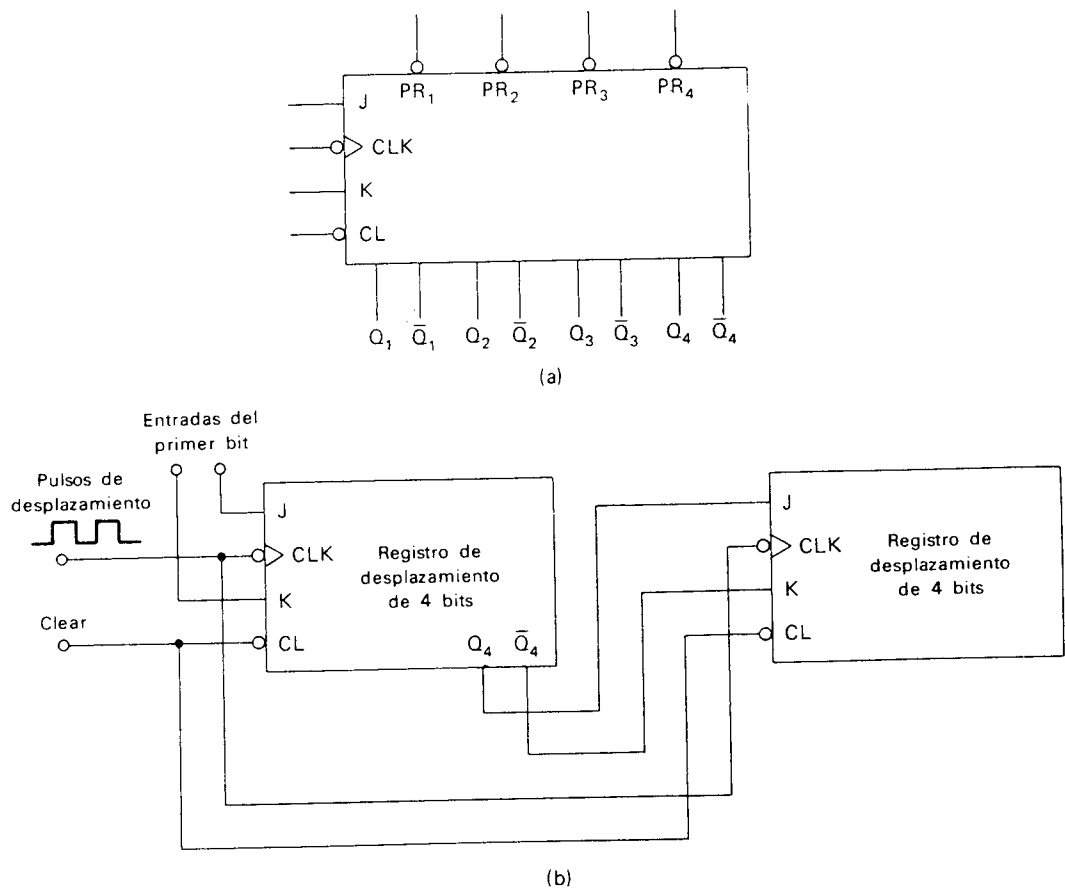 PR₁ PR₂ PR₃ PR₄
J
CLK
K
CL
Q₁ Q̅₁ Q₂ Q̅₂ Q₃ Q̅₃ Q₄ Q̅₄
(a)
Entradas del
primer bit
Pulsos de
desplazamiento
J
CLK
K
CL
Registro de
desplazamiento
de 4 bits
Q₄ Q̅₄
Clear
J
CLK
K
CL
Registro de
desplazamiento
de 4 bits
(b)